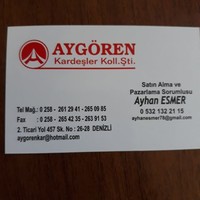 AYGÖREN
Kardeşler Koll.Şti.
Satın Alma ve
Pazarlama Sorumlusu
Ayhan ESMER
0 532 132 21 15
ayhanesmer78@gmail.com
Tel Mağ.: 0 258 - 261 29 41 - 265 09 85
Fax : 0 258 - 265 42 35 - 263 91 53
2. Ticari Yol 457 Sk. No : 26-28 DENİZLİ
aygorenkar@hotmail.com